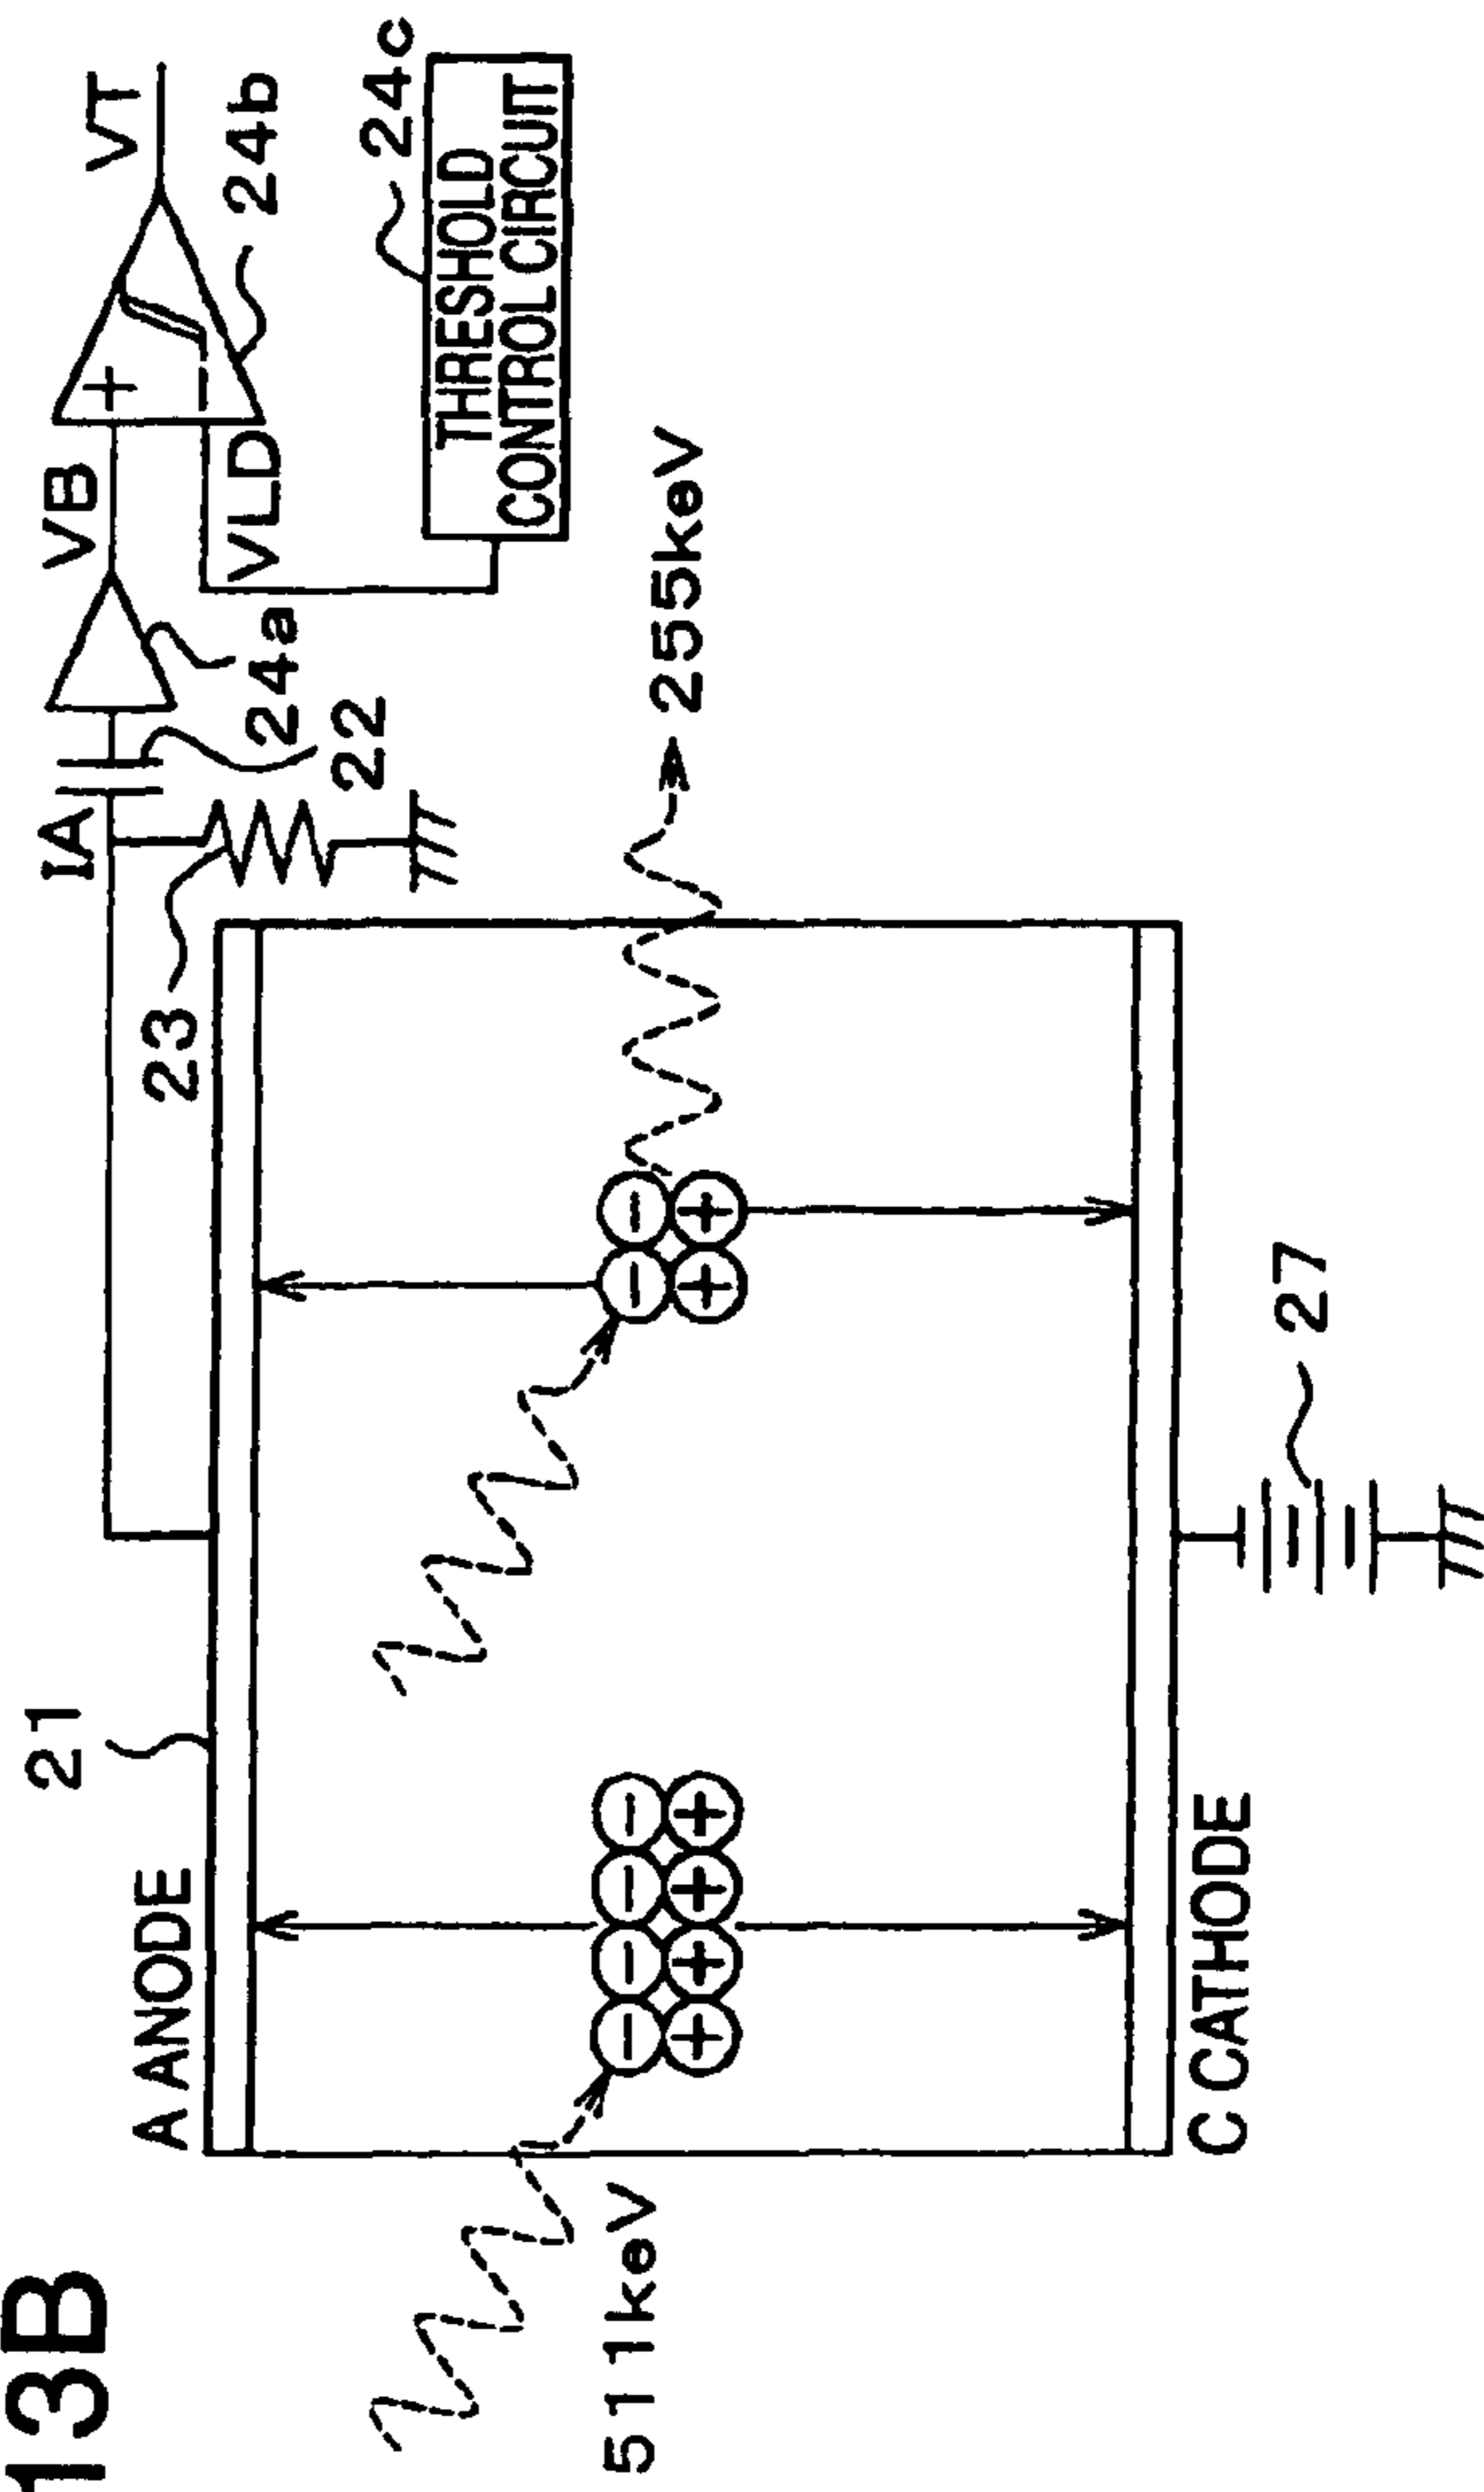 13B
A ANODE
21
23
IA
22
24a
VB
VLD
VT
24b
24c
THRESHOLD
CONTROL CIRCUIT
+
−
511keV
255keV
− − − −
+ + + +
− −
+ +
C CATHODE
27